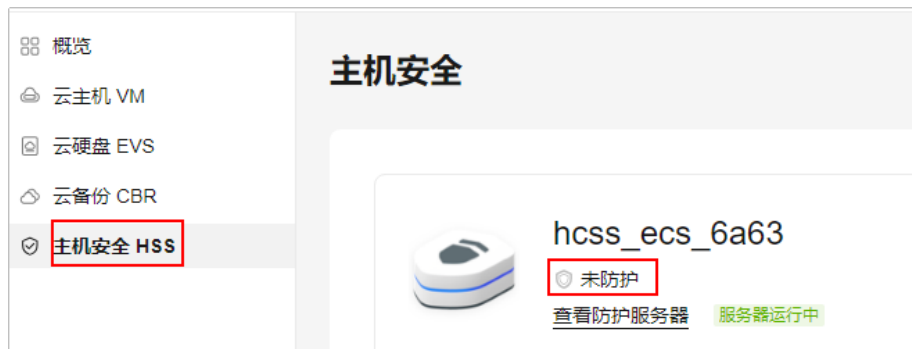 概览
云主机 VM
云硬盘 EVS
云备份 CBR
主机安全 HSS
主机安全
hcss_ecs_6a63
未防护
查看防护服务器 服务器运行中